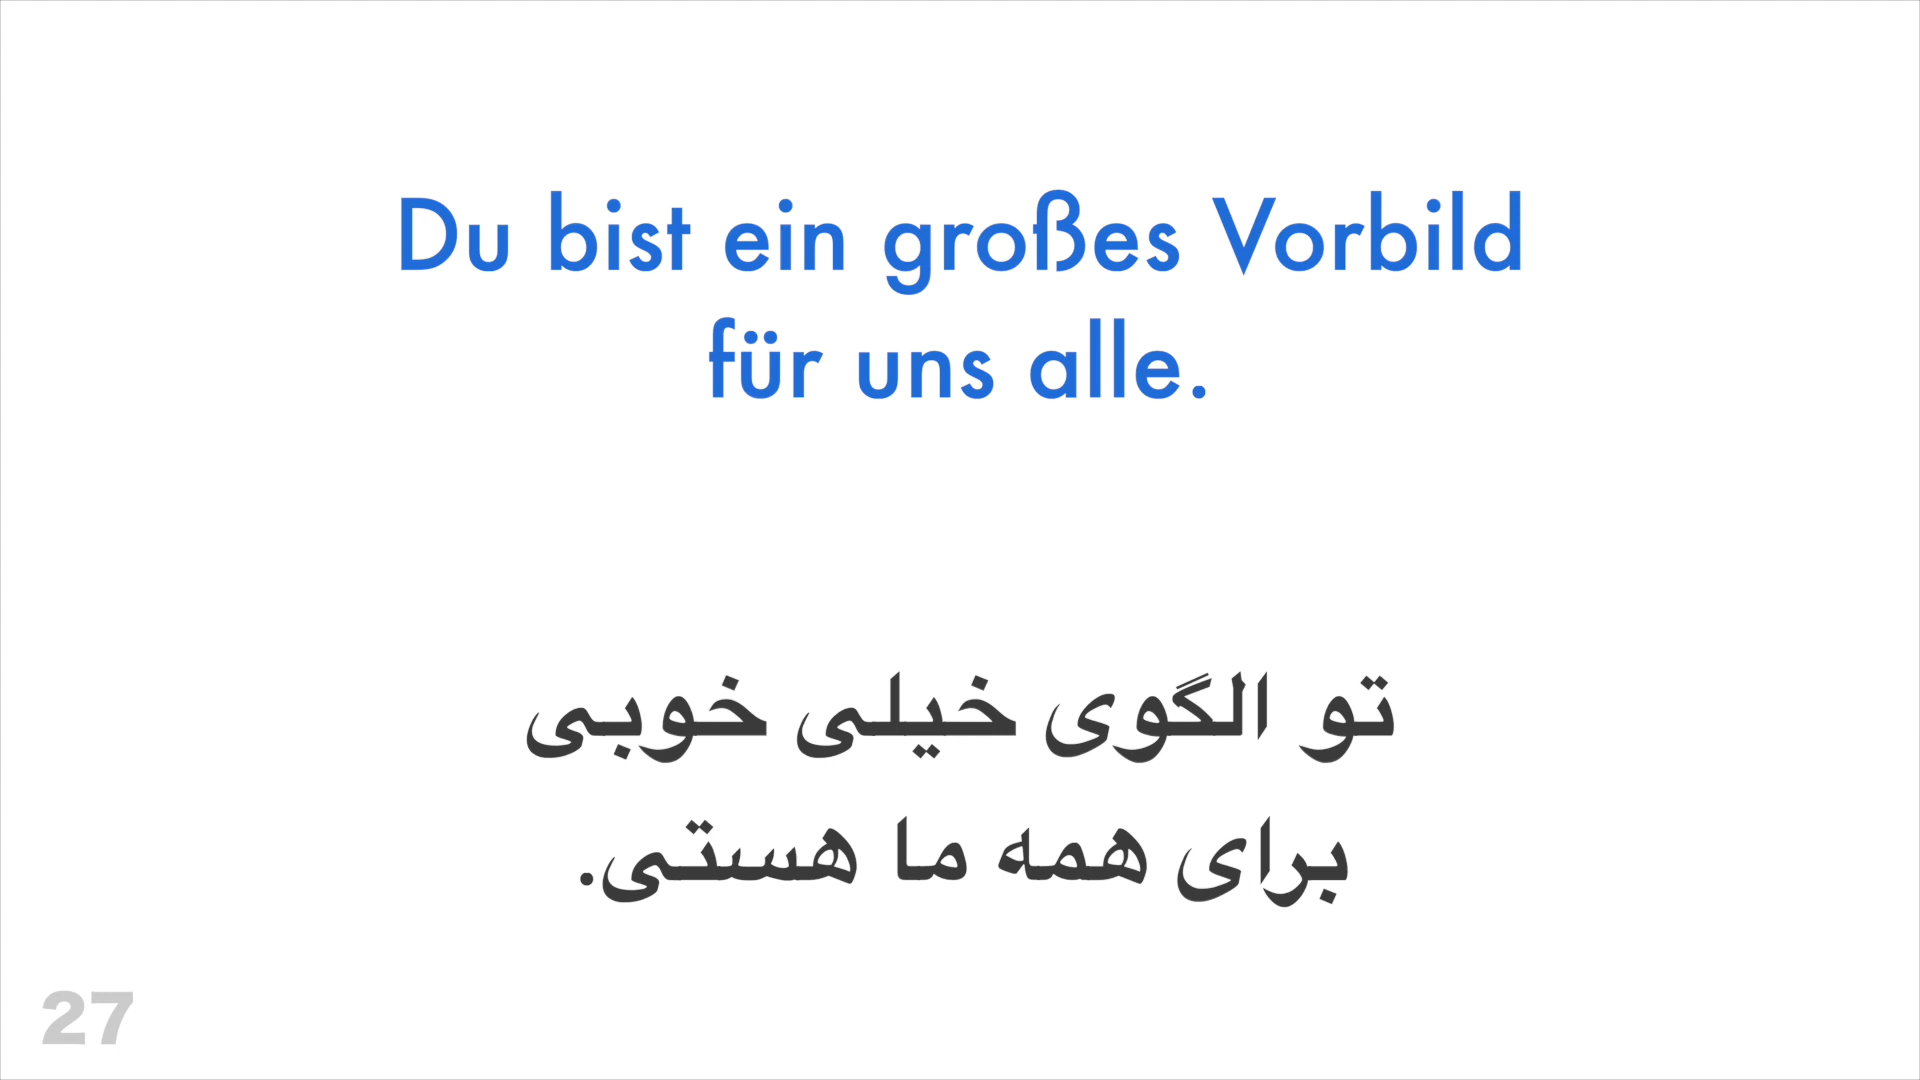 Du bist ein großes Vorbild
für uns alle.
تو الگوی خیلی خوبی
برای همه ما هستی.
27